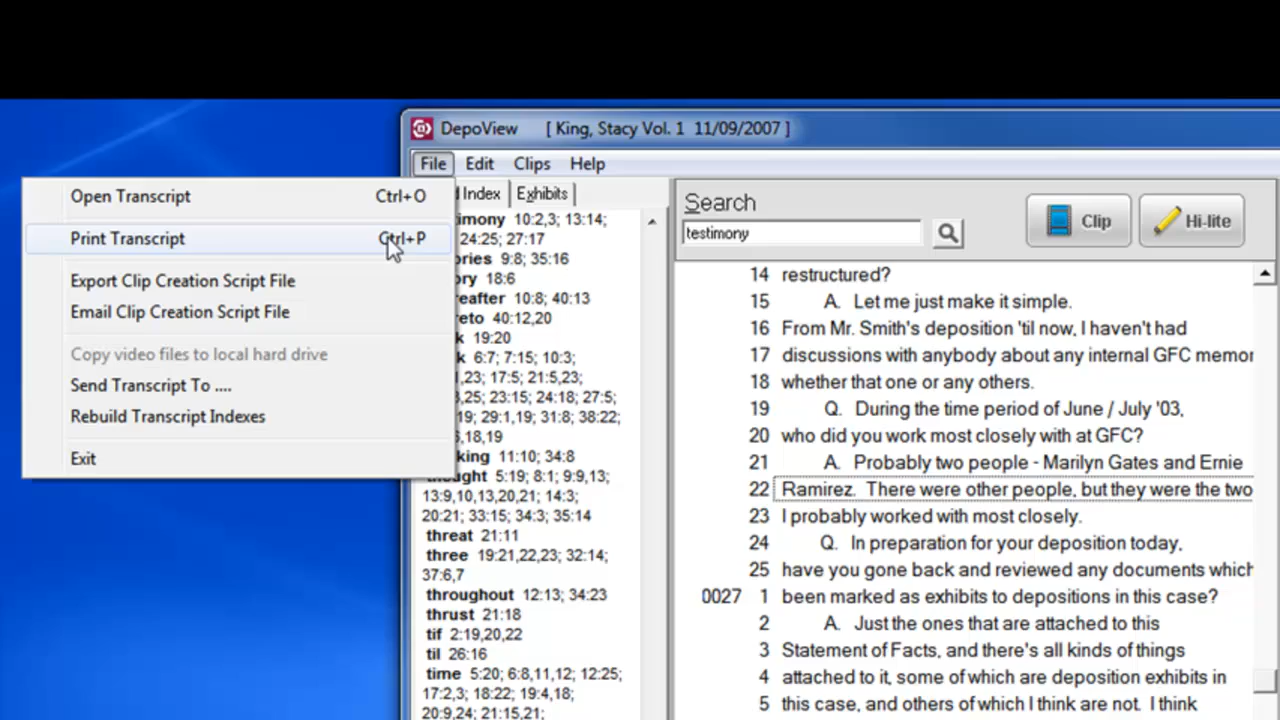 DepoView [ King, Stacy Vol. 1 11/09/2007 ]
File Edit Clips Help
Open Transcript Ctrl+O
Print Transcript Ctrl+P
Export Clip Creation Script File
Email Clip Creation Script File
Copy video files to local hard drive
Send Transcript To ....
Rebuild Transcript Indexes
Exit
Index Exhibits
10:2,3; 13:14;
24:25; 27:17
9:8; 35:16
18:6
10:8; 40:13
40:12,20
19:20
6:7; 7:15; 10:3;
,23; 17:5; 21:5,23;
,25; 23:15; 24:18; 27:5;
19; 29:1,19; 31:8; 38:22;
,18,19
11:10; 34:8
thought 5:19; 8:1; 9:9,13;
13:9,10,13,20,21; 14:3;
20:21; 33:15; 34:3; 35:14
threat 21:11
three 19:21,22,23; 32:14;
37:6,7
throughout 12:13; 34:23
thrust 21:18
tif 2:19,20,22
til 26:16
time 5:20; 6:8,11,12; 12:25;
17:2,3; 18:22; 19:4,18;
20:9,24; 21:15,21;
Search
testimony
Clip
Hi-lite
14 restructured?
15 A. Let me just make it simple.
16 From Mr. Smith's deposition 'til now, I haven't had
17 discussions with anybody about any internal GFC memor
18 whether that one or any others.
19 Q. During the time period of June / July '03,
20 who did you work most closely with at GFC?
21 A. Probably two people - Marilyn Gates and Ernie
22 Ramirez. There were other people, but they were the two
23 I probably worked with most closely.
24 Q. In preparation for your deposition today,
25 have you gone back and reviewed any documents which
0027 1 been marked as exhibits to depositions in this case?
2 A. Just the ones that are attached to this
3 Statement of Facts, and there's all kinds of things
4 attached to it, some of which are deposition exhibits in
5 this case, and others of which I think are not. I think